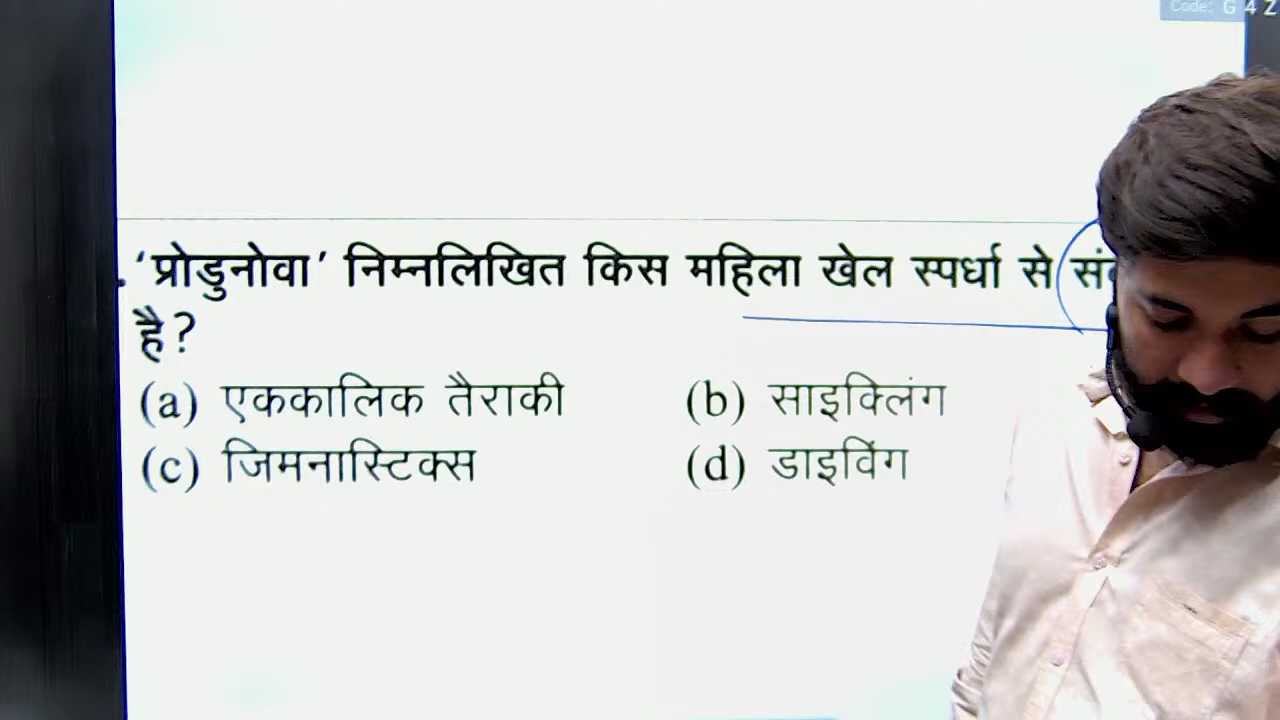 Code: G 4 Z
'प्रोडुनोवा' निम्नलिखित किस महिला खेल स्पर्धा से
है?
(a) एककालिक तैराकी (b) साइक्लिंग
(c) जिमनास्टिक्स (d) डाइविंग